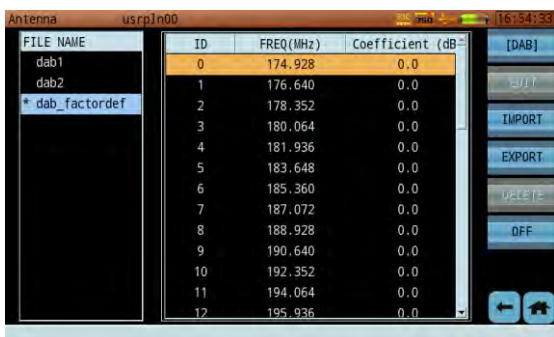 Antenna usrpIn00 16:54:33
FILE NAME
dab1
dab2
* dab_factordef
ID FREQ(MHz) Coefficient (dB
0 174.928 0.0
1 176.640 0.0
2 178.352 0.0
3 180.064 0.0
4 181.936 0.0
5 183.648 0.0
6 185.360 0.0
7 187.072 0.0
8 188.928 0.0
9 190.640 0.0
10 192.352 0.0
11 194.064 0.0
12 195.936 0.0
[DAB]
EDIT
IMPORT
EXPORT
DELETE
OFF